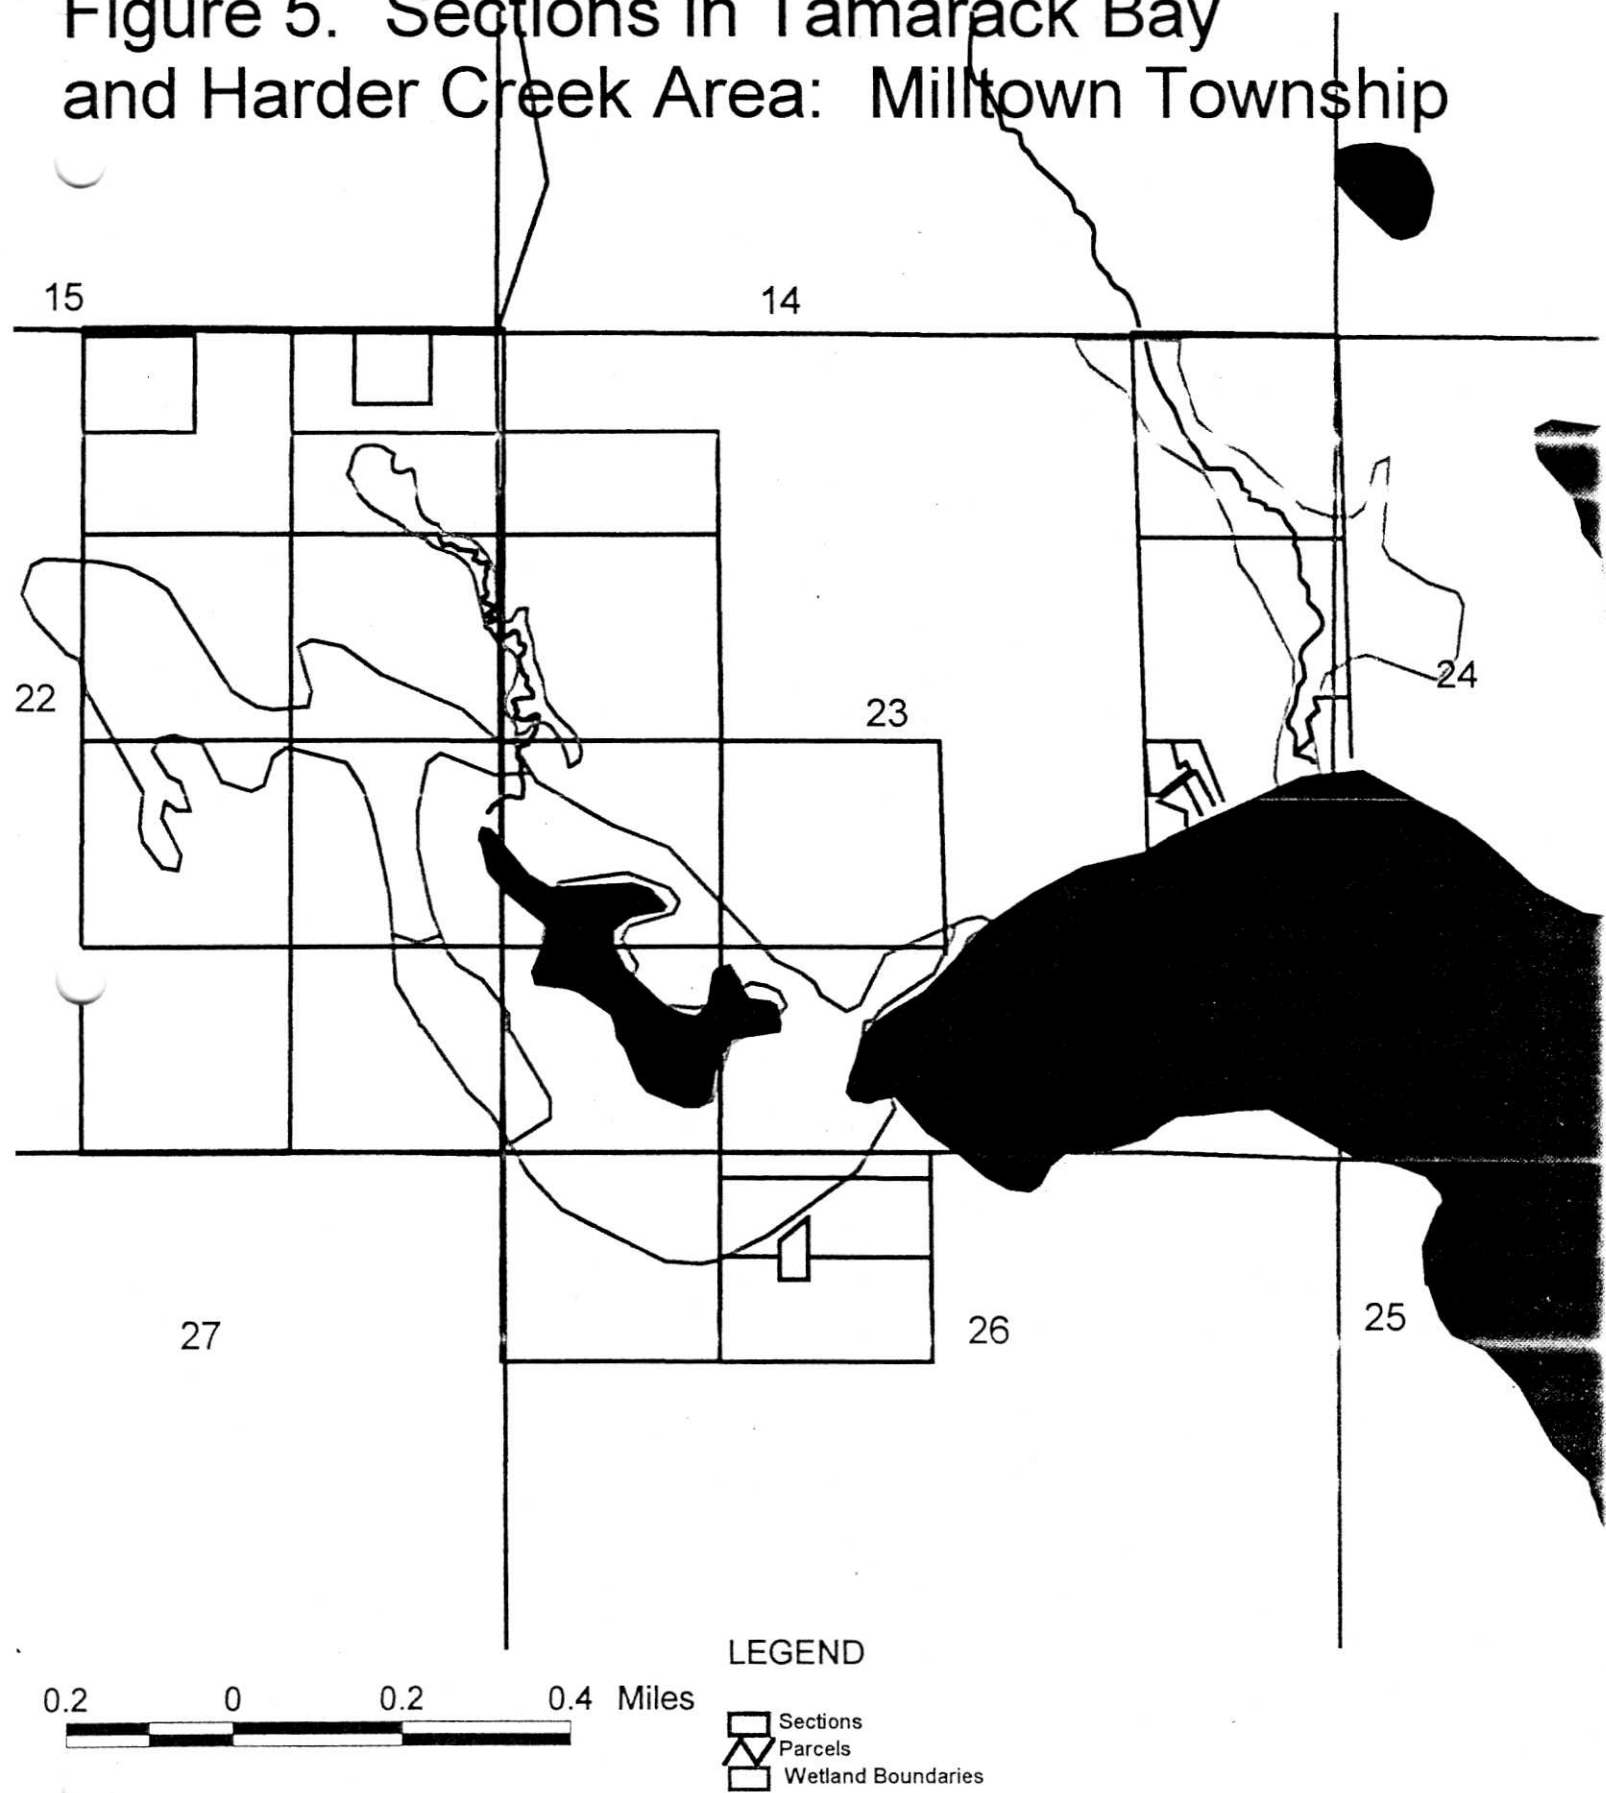 Figure 5. Sections in Tamarack Bay
and Harder Creek Area: Milltown Township
15
14
22
23
24
27
26
25
LEGEND
0.2 0 0.2 0.4 Miles
Sections
Parcels
Wetland Boundaries